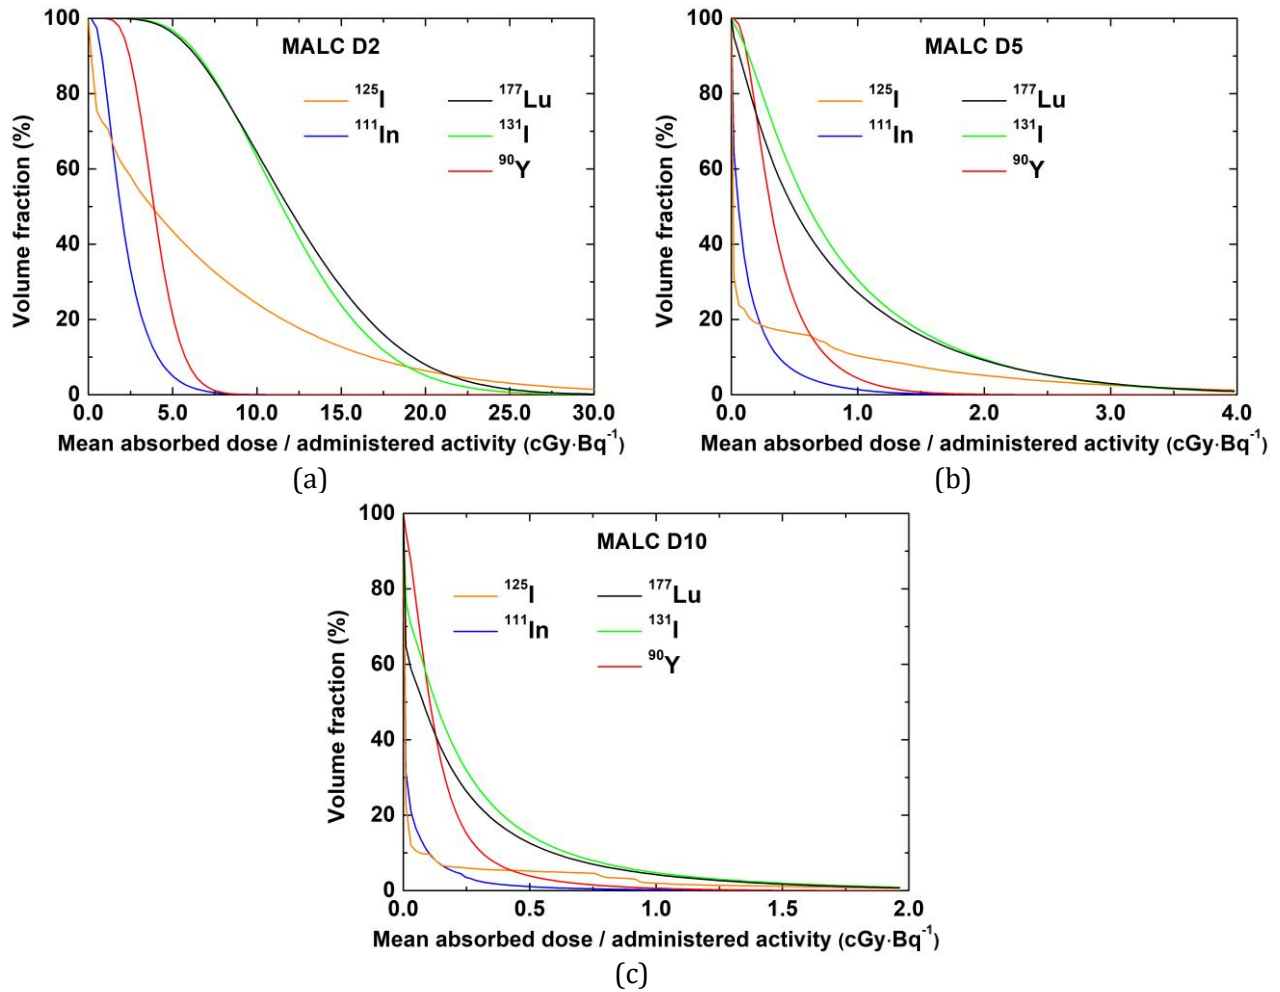 MALC D2
¹²⁵I
¹⁷⁷Lu
¹¹¹In
¹³¹I
⁹⁰Y
Volume fraction (%)
100
80
60
40
20
0
0.0 5.0 10.0 15.0 20.0 25.0 30.0
Mean absorbed dose / administered activity (cGy·Bq⁻¹)
(a)
MALC D5
¹²⁵I
¹⁷⁷Lu
¹¹¹In
¹³¹I
⁹⁰Y
Volume fraction (%)
100
80
60
40
20
0
0.0 1.0 2.0 3.0 4.0
Mean absorbed dose / administered activity (cGy·Bq⁻¹)
(b)
MALC D10
¹²⁵I
¹⁷⁷Lu
¹¹¹In
¹³¹I
⁹⁰Y
Volume fraction (%)
100
80
60
40
20
0
0.0 0.5 1.0 1.5 2.0
Mean absorbed dose / administered activity (cGy·Bq⁻¹)
(c)